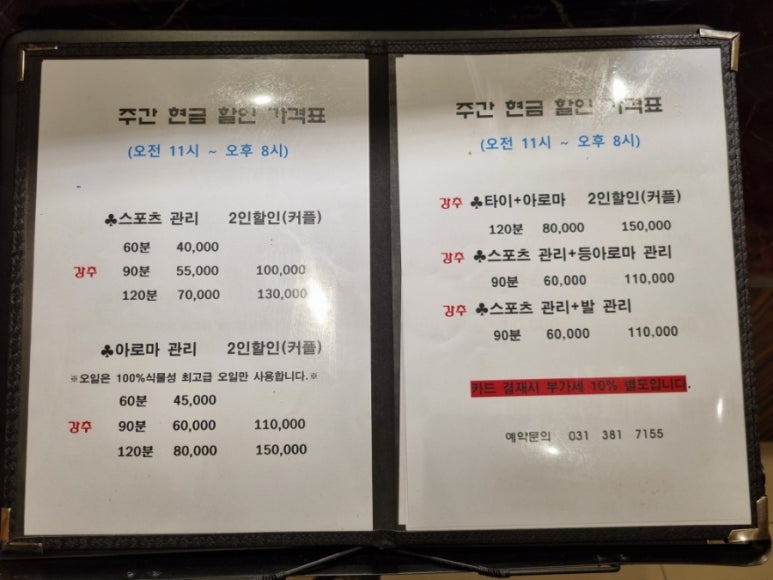 주간 현금 할인 가격표
(오전 11시 ~ 오후 8시)
♣스포츠 관리 2인할인(커플)
60분 40,000
강추 90분 55,000 100,000
120분 70,000 130,000
♣아로마 관리 2인할인(커플)
※오일은 100%식물성 최고급 오일만 사용합니다.※
60분 45,000
강추 90분 60,000 110,000
120분 80,000 150,000
주간 현금 할인 가격표
(오전 11시 ~ 오후 8시)
강추 ♣타이+아로마 2인할인(커플)
120분 80,000 150,000
강추 ♣스포츠 관리+등아로마 관리
90분 60,000 110,000
강추 ♣스포츠 관리+발 관리
90분 60,000 110,000
카드 결재시 부가세 10% 별도입니다.
예약문의 031 381 7155